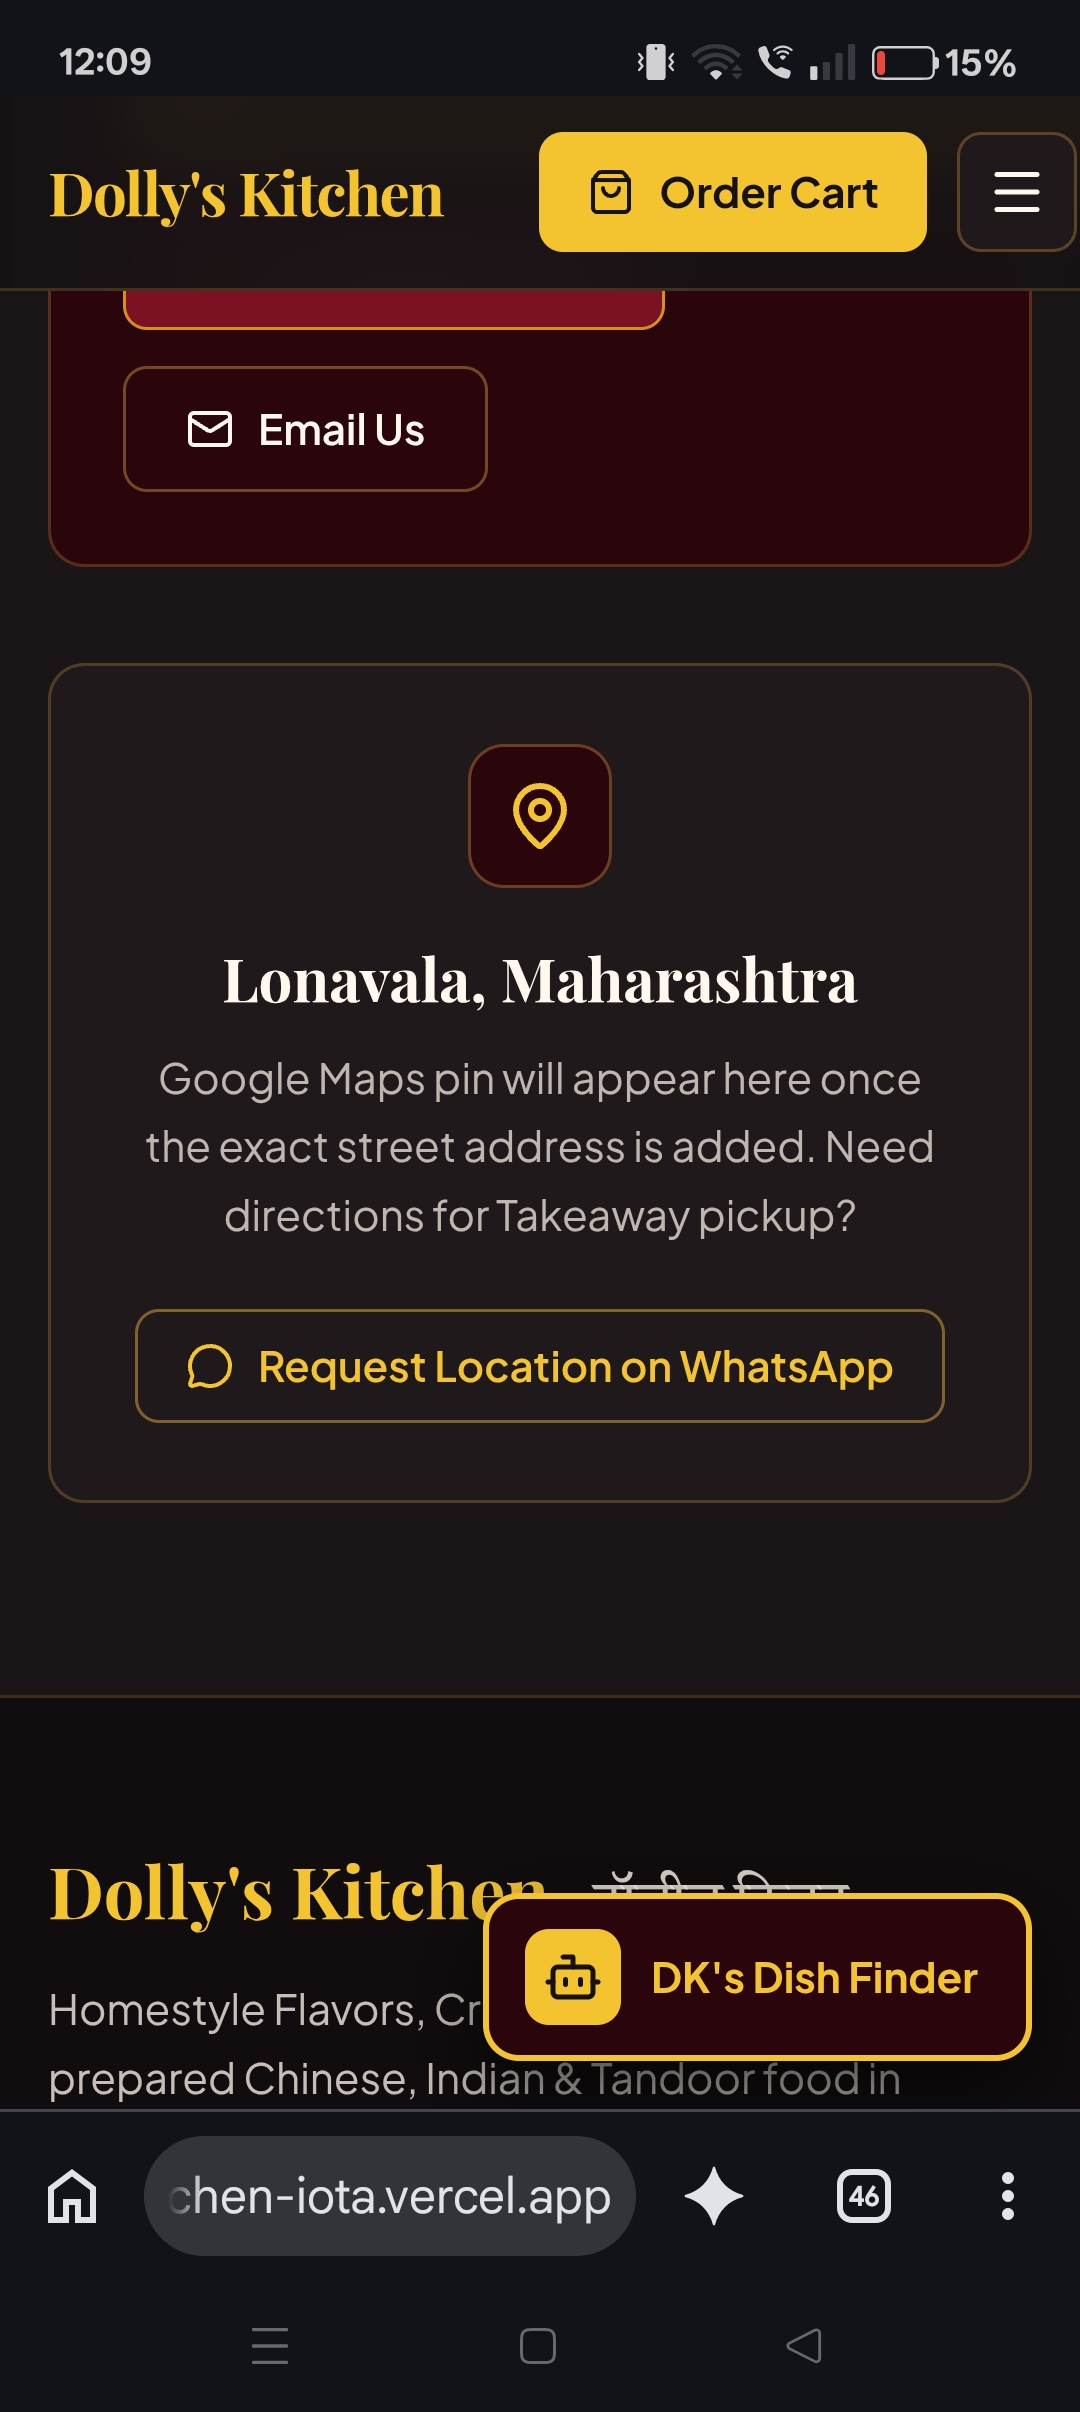 12:09
15%
Dolly's Kitchen
Order Cart
Email Us
Lonavala, Maharashtra
Google Maps pin will appear here once
the exact street address is added. Need
directions for Takeaway pickup?
Request Location on WhatsApp
Dolly's Kitchen
DK's Dish Finder
Homestyle Flavors,
prepared Chinese, Indian & Tandoor food in
chen-iota.vercel.app
46